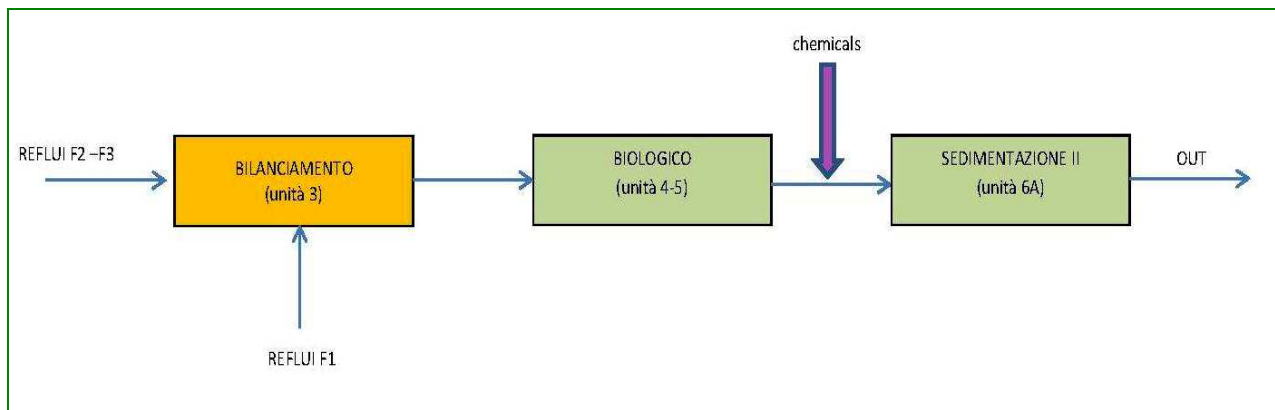 chemicals
REFLUI F2 –F3
BILANCIAMENTO
(unità 3)
BIOLOGICO
(unità 4-5)
SEDIMENTAZIONE II
(unità 6A)
OUT
REFLUI F1